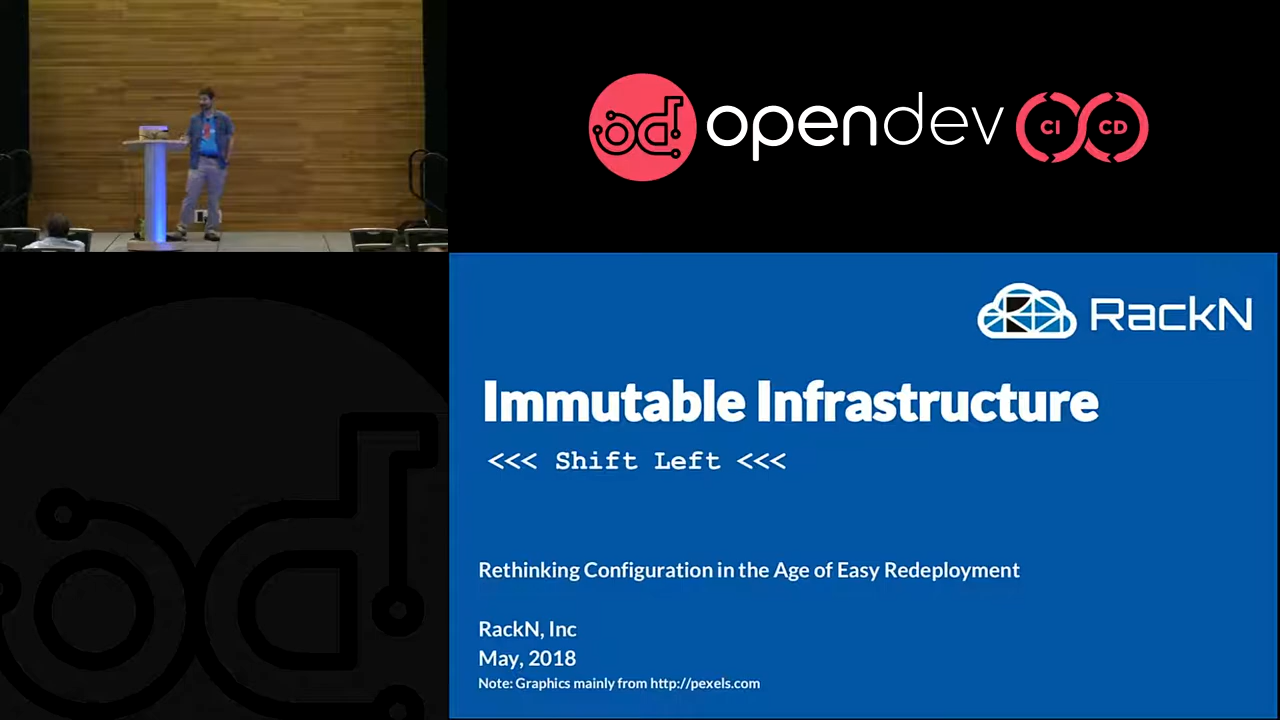 opendev
CI CD
RackN
Immutable Infrastructure
<<< Shift Left <<<
Rethinking Configuration in the Age of Easy Redeployment
RackN, Inc
May, 2018
Note: Graphics mainly from http://pexels.com